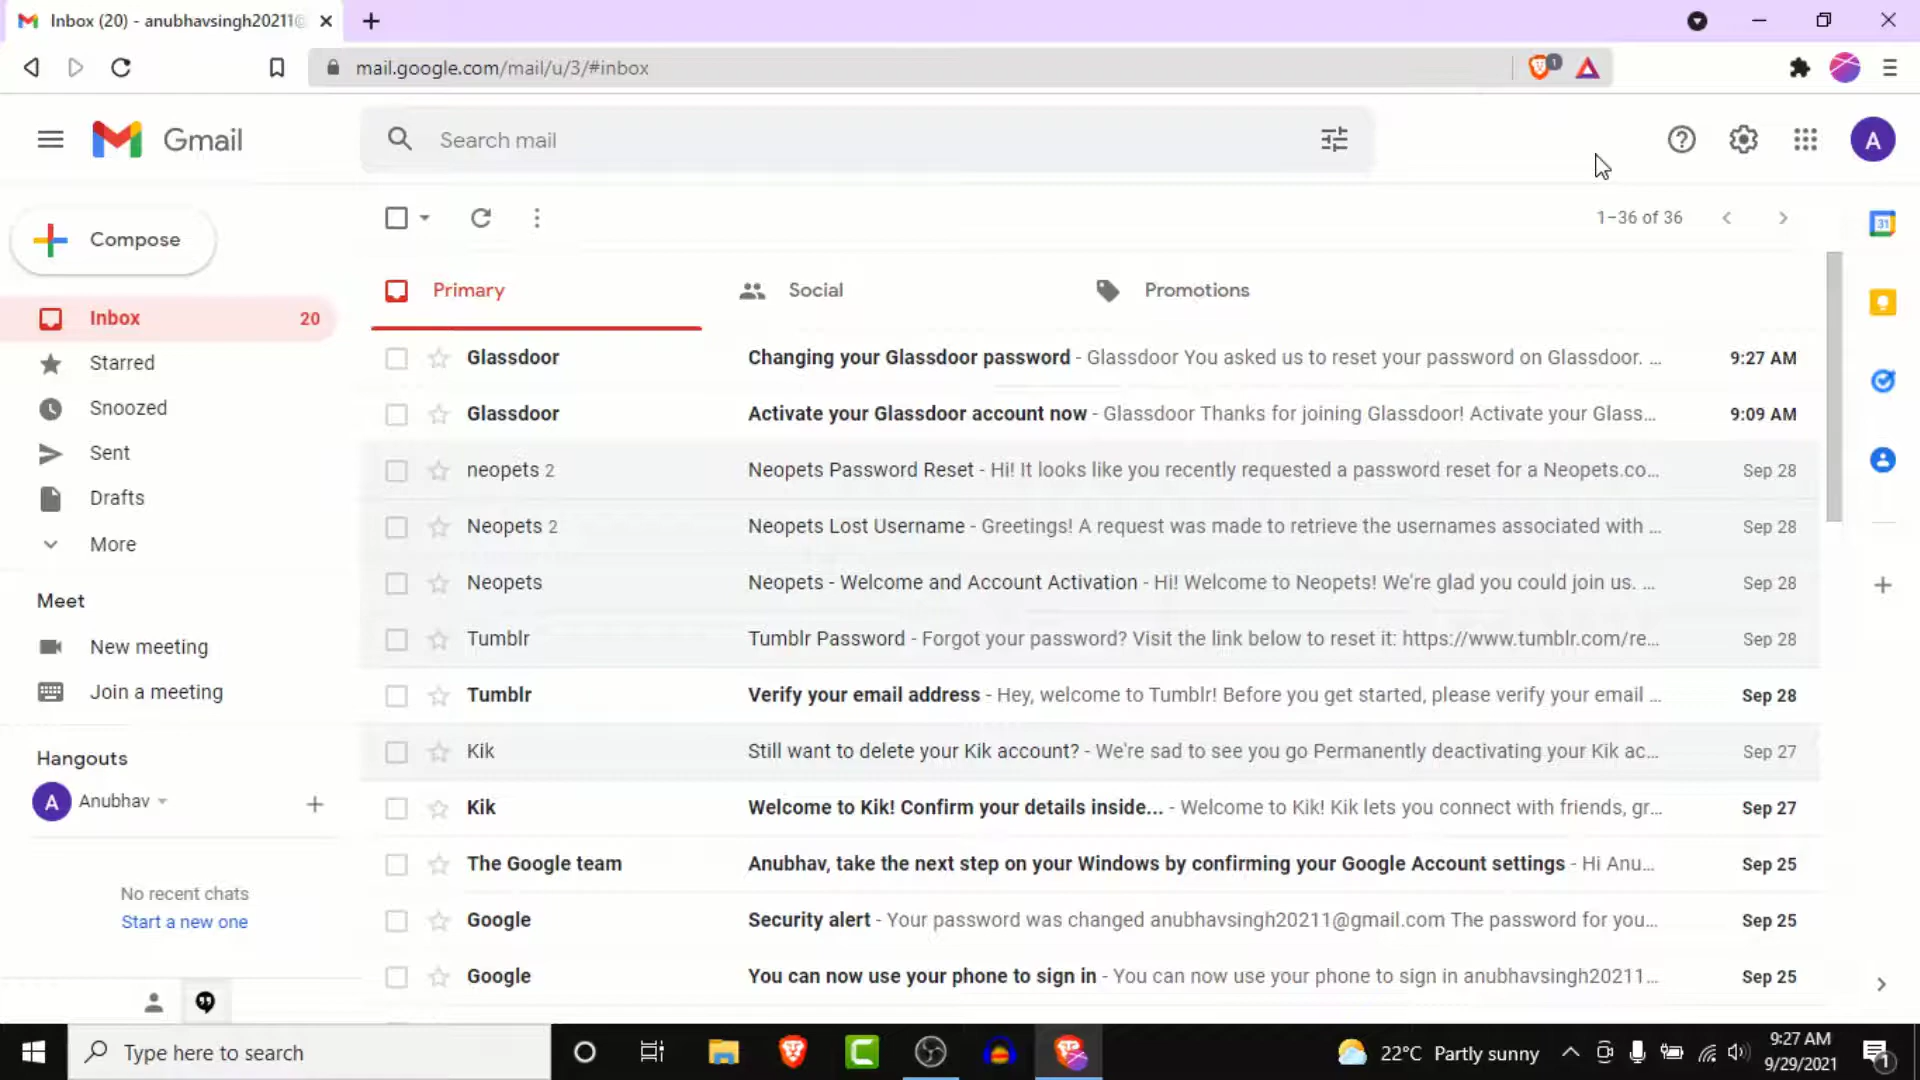 Inbox (20) - anubhavsingh20211@
mail.google.com/mail/u/3/#inbox
1
Gmail
Search mail
A
Compose
1–36 of 36
31
Primary
Social
Promotions
Inbox 20
Starred
Snoozed
Sent
Drafts
More
Meet
New meeting
Join a meeting
Hangouts
A Anubhav
No recent chats
Start a new one
Glassdoor Changing your Glassdoor password - Glassdoor You asked us to reset your password on Glassdoor. ... 9:27 AM
Glassdoor Activate your Glassdoor account now - Glassdoor Thanks for joining Glassdoor! Activate your Glass... 9:09 AM
neopets 2 Neopets Password Reset - Hi! It looks like you recently requested a password reset for a Neopets.co... Sep 28
Neopets 2 Neopets Lost Username - Greetings! A request was made to retrieve the usernames associated with ... Sep 28
Neopets Neopets - Welcome and Account Activation - Hi! Welcome to Neopets! We're glad you could join us. ... Sep 28
Tumblr Tumblr Password - Forgot your password? Visit the link below to reset it: https://www.tumblr.com/re... Sep 28
Tumblr Verify your email address - Hey, welcome to Tumblr! Before you get started, please verify your email ... Sep 28
Kik Still want to delete your Kik account? - We're sad to see you go Permanently deactivating your Kik ac... Sep 27
Kik Welcome to Kik! Confirm your details inside... - Welcome to Kik! Kik lets you connect with friends, gr... Sep 27
The Google team Anubhav, take the next step on your Windows by confirming your Google Account settings - Hi Anu... Sep 25
Google Security alert - Your password was changed anubhavsingh20211@gmail.com The password for you... Sep 25
Google You can now use your phone to sign in - You can now use your phone to sign in anubhavsingh20211... Sep 25
Type here to search
22°C Partly sunny
9:27 AM
9/29/2021
1